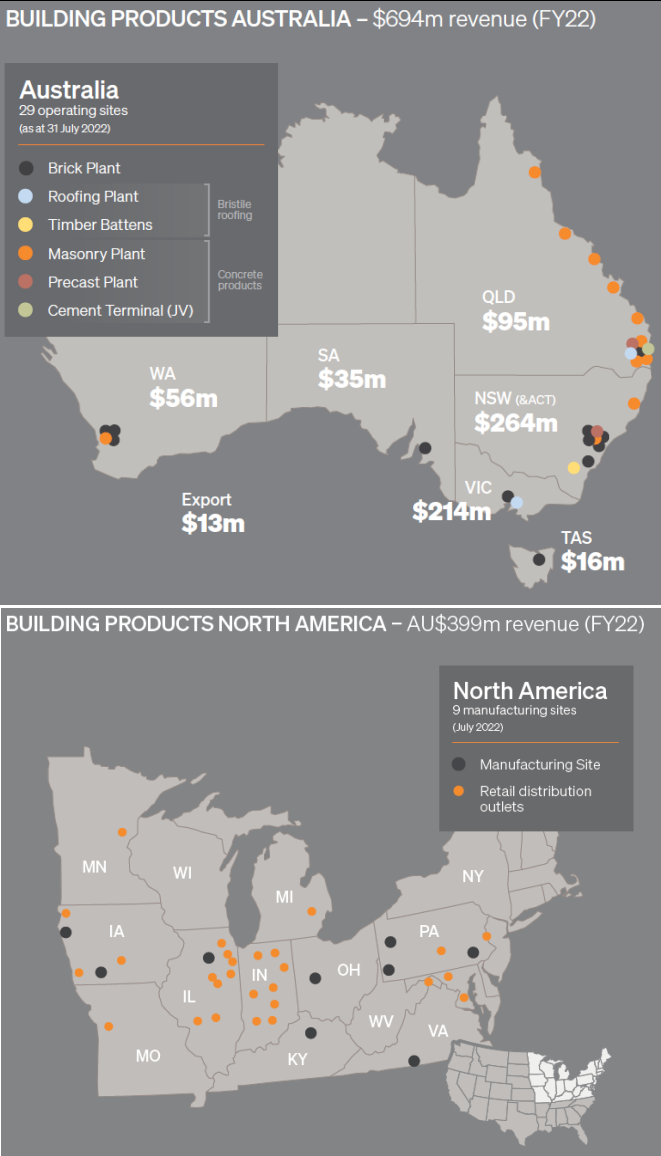 BUILDING PRODUCTS AUSTRALIA – $694m revenue (FY22)
Australia
29 operating sites
(as at 31 July 2022)
Brick Plant
Roofing Plant
Timber Battens
Bristile
roofing
Masonry Plant
Precast Plant
Cement Terminal (JV)
Concrete
products
QLD
$95m
SA
$35m
WA
$56m
NSW (&ACT)
$264m
VIC
$214m
Export
$13m
TAS
$16m
BUILDING PRODUCTS NORTH AMERICA – AU$399m revenue (FY22)
North America
9 manufacturing sites
(July 2022)
Manufacturing Site
Retail distribution
outlets
MN
WI
MI
NY
IA
PA
IL
IN
OH
WV
VA
MO
KY